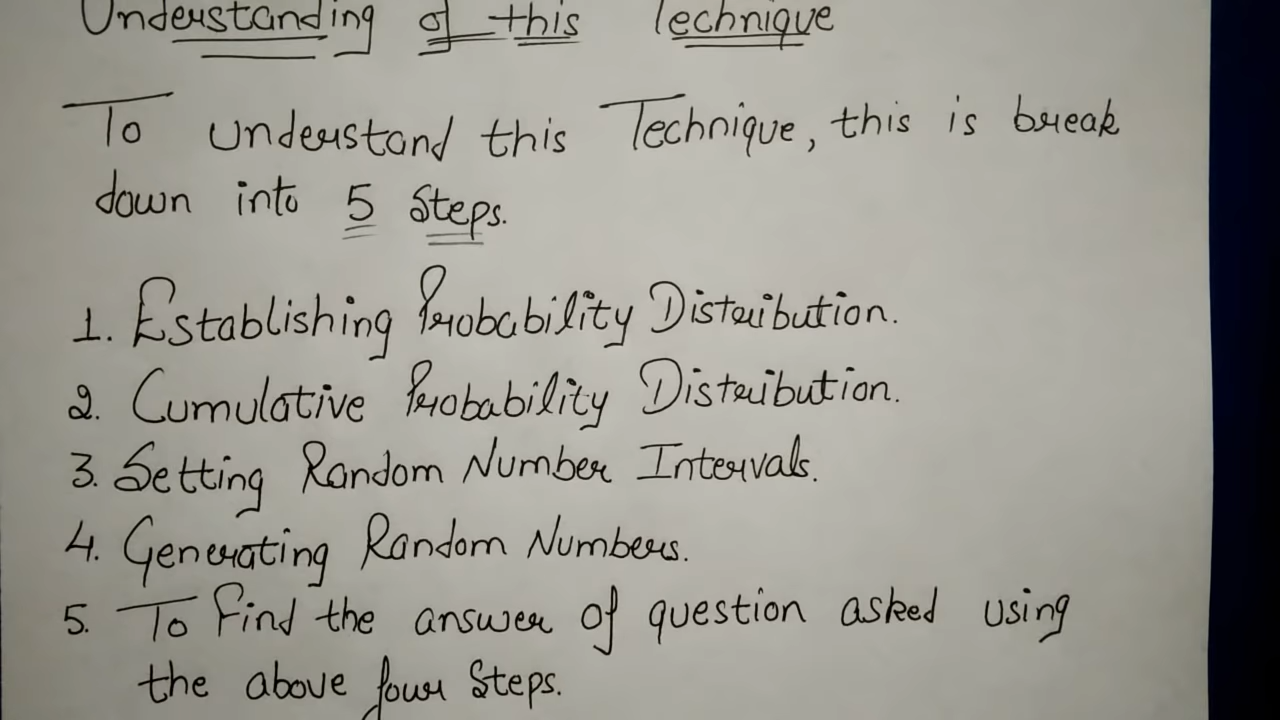 Understanding of this Technique
To understand this Technique, this is break
down into 5 Steps.
1. Establishing Probability Distribution.
2. Cumulative Probability Distribution.
3. Setting Random Number Intervals.
4. Generating Random Numbers.
5. To Find the answer of question asked using
the above four Steps.